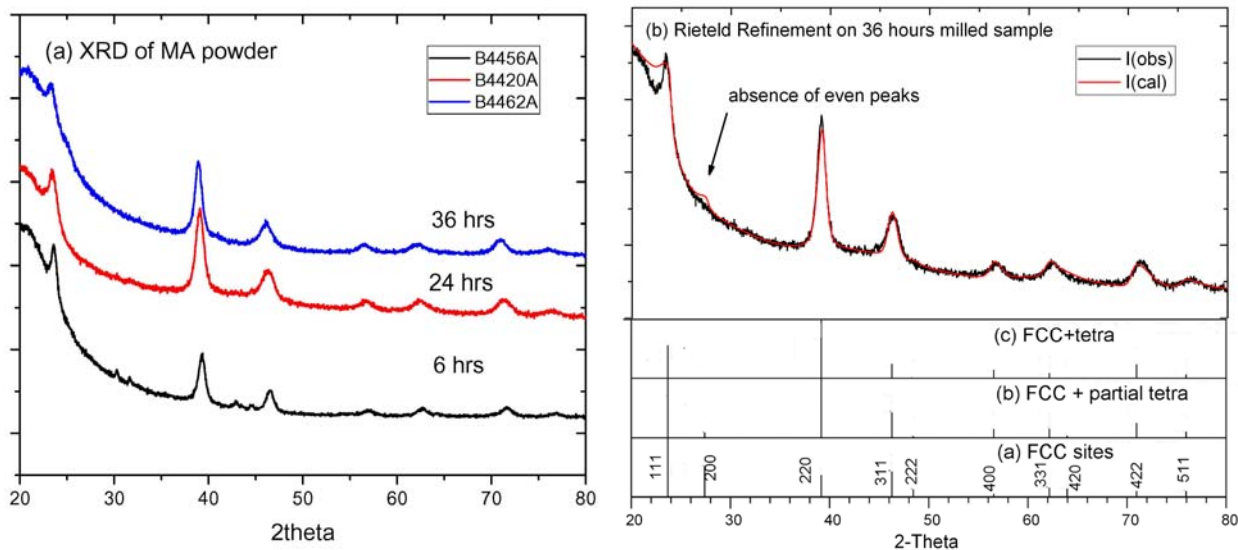 (a) XRD of MA powder
B4456A
B4420A
B4462A
36 hrs
24 hrs
6 hrs
20 30 40 50 60 70 80
2theta
(b) Rieteld Refinement on 36 hours milled sample
I(obs)
I(cal)
absence of even peaks
(c) FCC+tetra
(b) FCC + partial tetra
(a) FCC sites
111 200 220 311 222 400 331 420 422 511
20 30 40 50 60 70 80
2-Theta